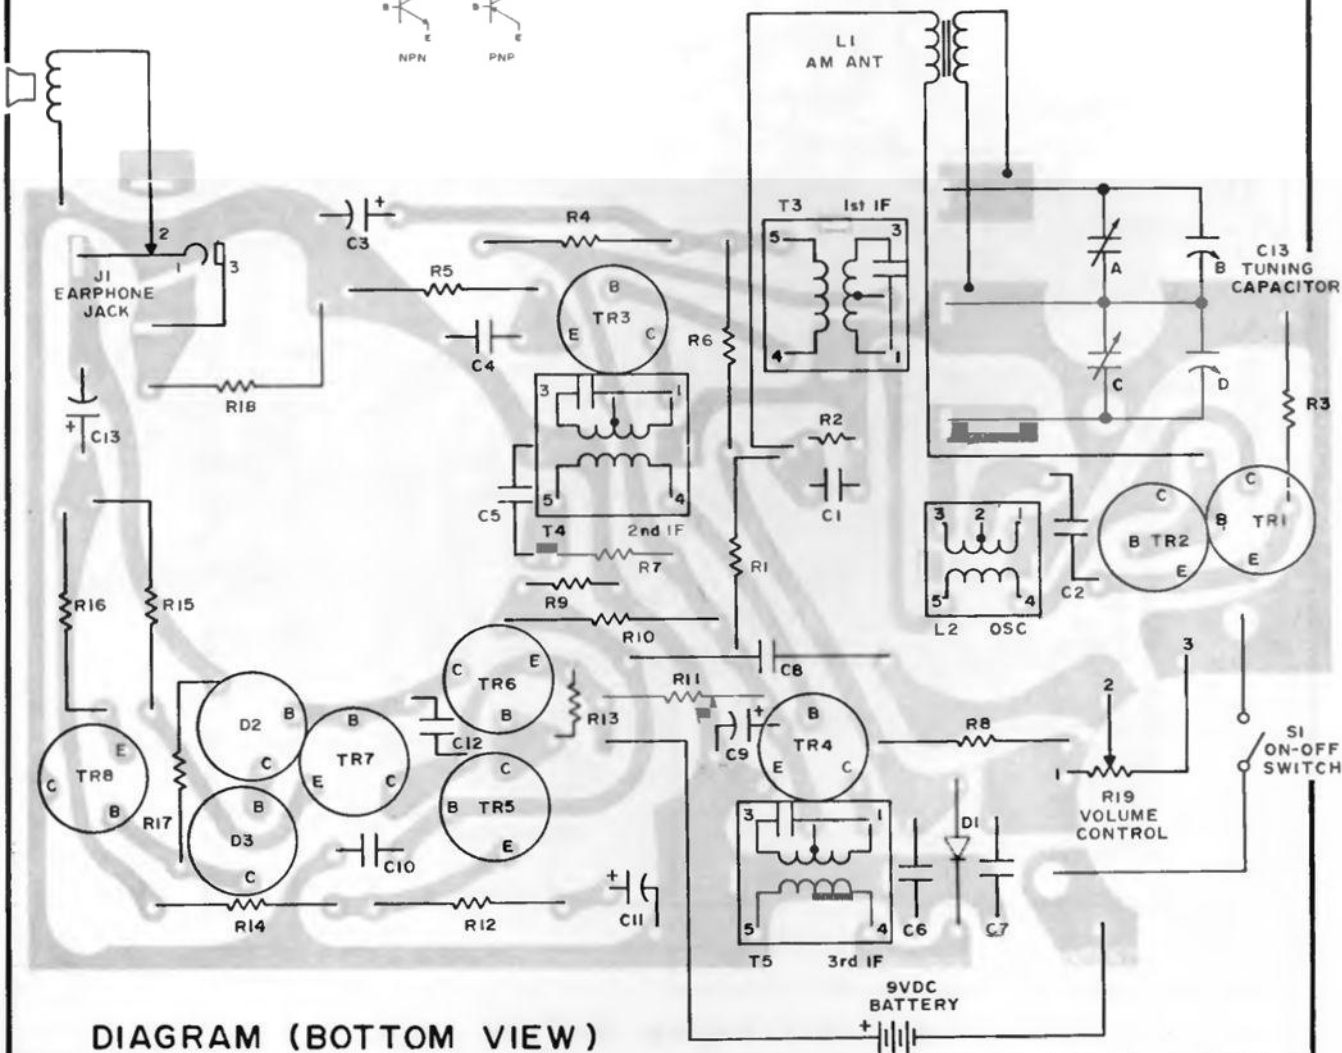 B
E
NPN
B
E
PNP
L1
AM ANT
2
1
3
J1
EARPHONE
JACK
+
C3
R4
R5
C4
B
TR3
E
C
R6
T3
1st IF
5
3
4
1
A
B
C
D
C13
TUNING
CAPACITOR
R3
R18
+
C13
3
1
5
4
T4
2nd IF
C5
R7
R2
C1
R1
3
2
1
5
4
L2
OSC
C2
C
B TR2
E
C
B
TR1
E
R9
R10
R16
R15
C8
R11
R13
C
E
TR6
B
C12
C
B
TR5
E
D2
B
C
B
TR7
E
C
E
C
TR8
B
R17
B
D3
C
C10
R14
R12
+
C11
+
C9
B
TR4
E
C
R8
3
2
1
R19
VOLUME
CONTROL
S1
ON-OFF
SWITCH
3
1
5
4
T5
3rd IF
C6
D1
C7
9VDC
BATTERY
+
DIAGRAM (BOTTOM VIEW)